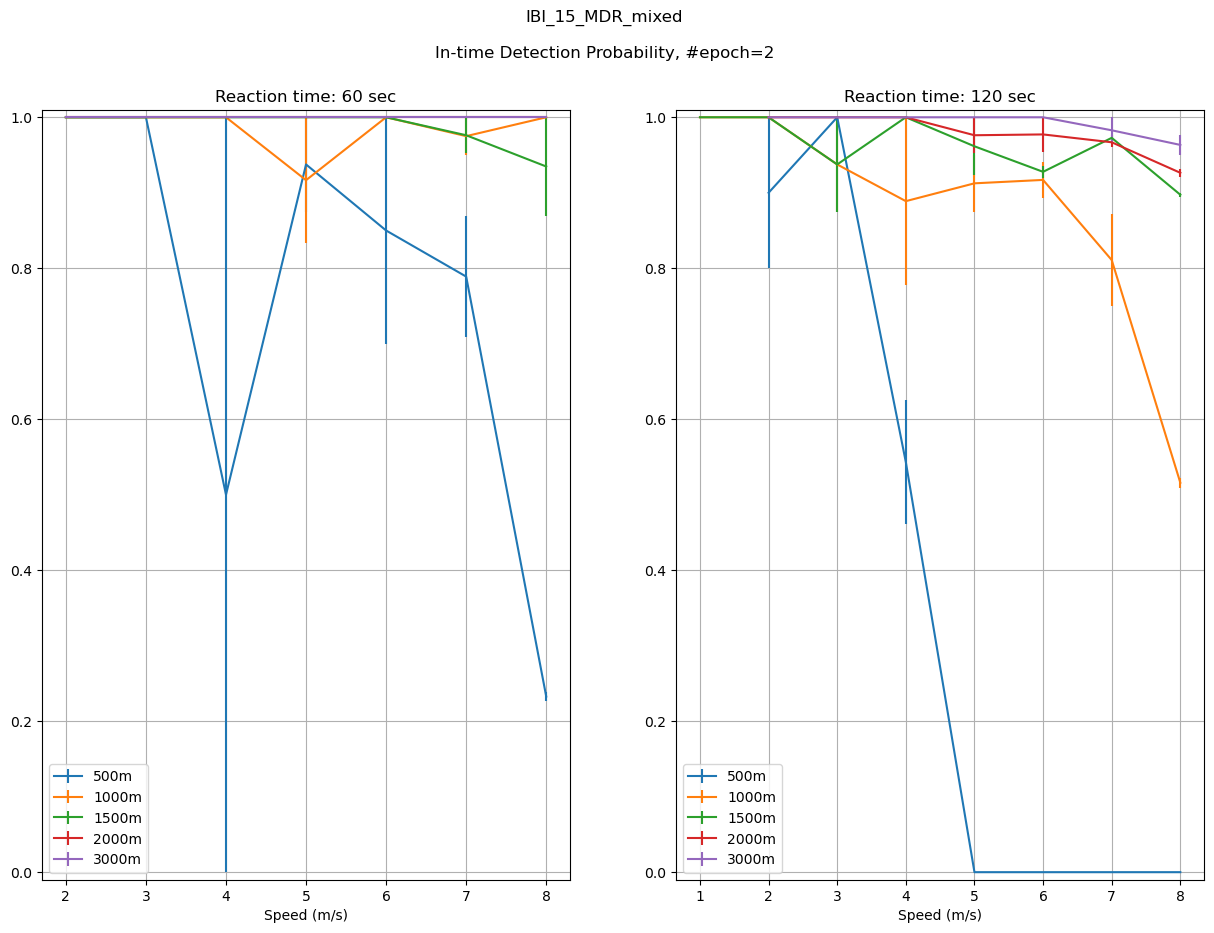 IBI_15_MDR_mixed
In-time Detection Probability, #epoch=2
Reaction time: 60 sec
1.0
0.8
0.6
0.4
0.2
0.0
500m
1000m
1500m
2000m
3000m
2 3 4 5 6 7 8
Speed (m/s)
Reaction time: 120 sec
1.0
0.8
0.6
0.4
0.2
0.0
500m
1000m
1500m
2000m
3000m
1 2 3 4 5 6 7 8
Speed (m/s)